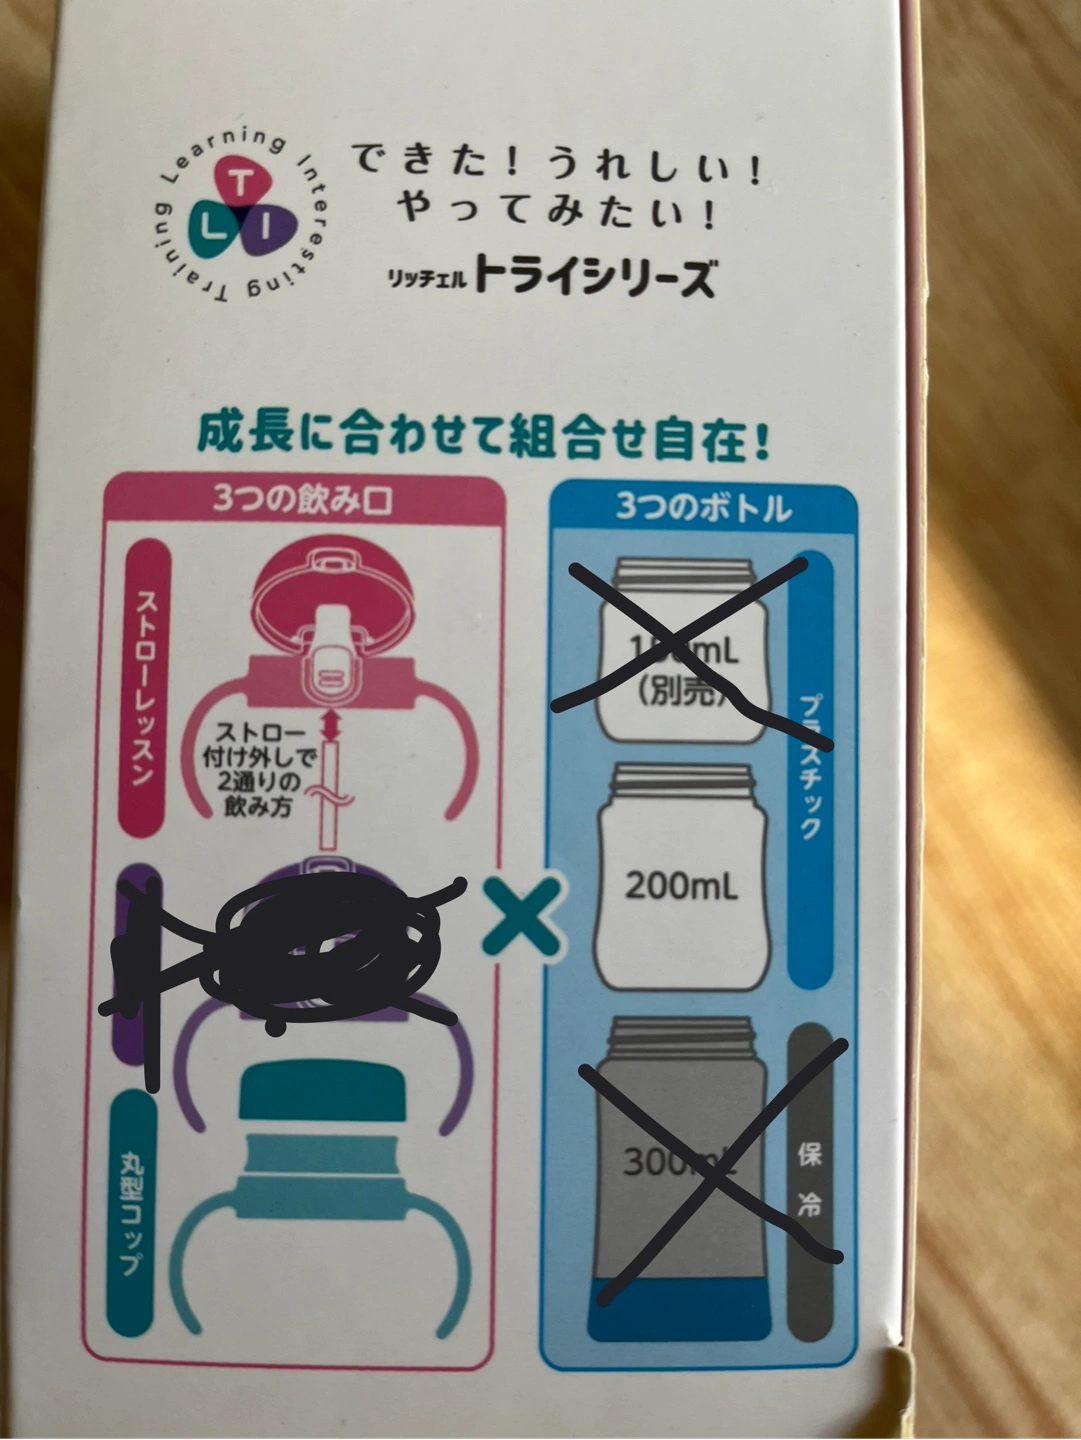 Training Learning Interesting
T
L I
できた！うれしい！
やってみたい！
リッチェル トライシリーズ
成長に合わせて組合せ自在！
3つの飲み口
ストローレッスン
ストロー
付け外しで
2通りの
飲み方
丸型コップ
3つのボトル
(別売)
プラスチック
200mL
300mL
保冷